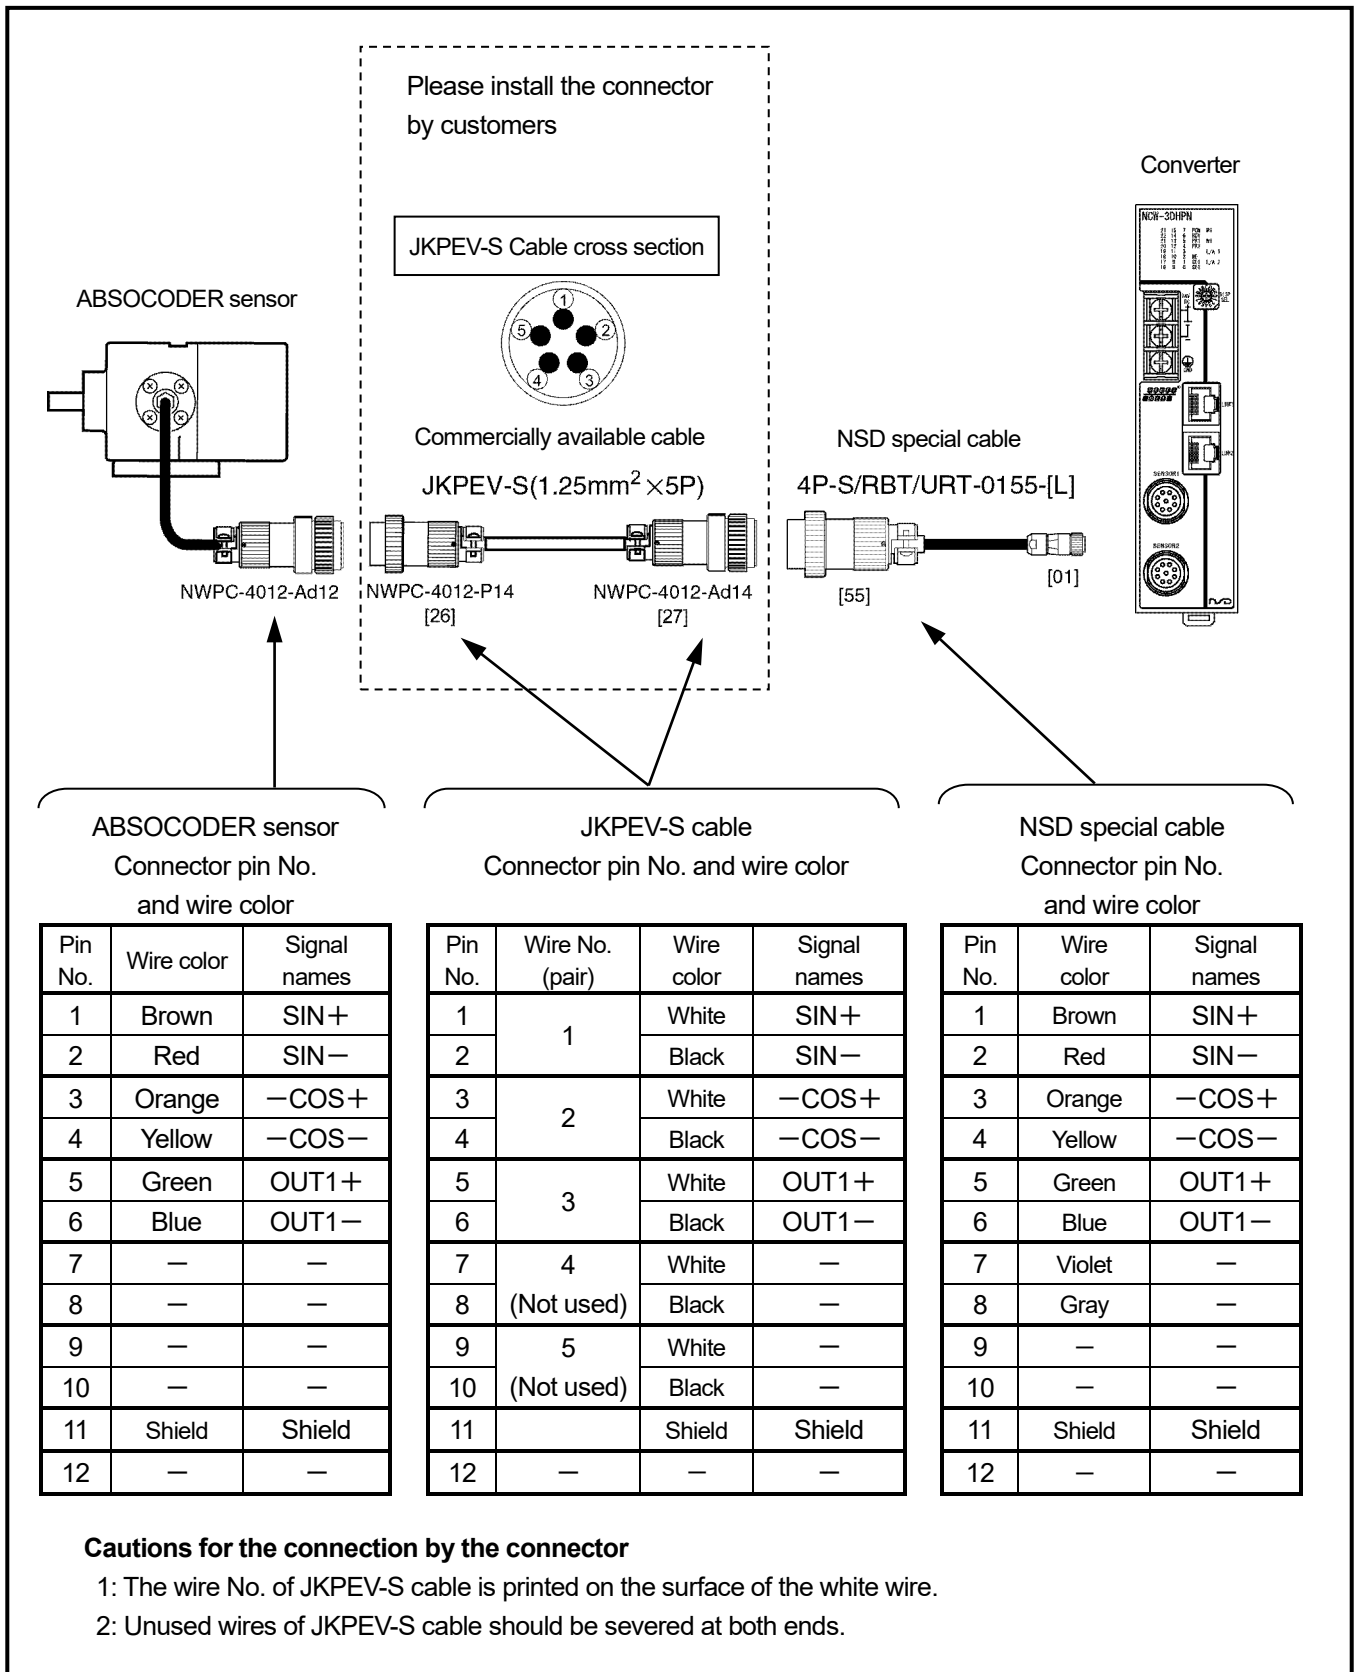 Please install the connector
by customers
Converter
NCW-3DHPN
JKPEV-S Cable cross section
ABSOCODER sensor
1
5
2
4
3
Commercially available cable
JKPEV-S(1.25mm²×5P)
NSD special cable
4P-S/RBT/URT-0155-[L]
SENSOR1
SENSOR2
NWPC-4012-Ad12
NWPC-4012-P14
[26]
NWPC-4012-Ad14
[27]
[55]
[01]
ABSOCODER sensor
Connector pin No.
and wire color
Pin No. Wire color Signal names
1 Brown SIN+
2 Red SIN−
3 Orange −COS+
4 Yellow −COS−
5 Green OUT1+
6 Blue OUT1−
7 − −
8 − −
9 − −
10 − −
11 Shield Shield
12 − −
JKPEV-S cable
Connector pin No. and wire color
Pin No. Wire No. (pair) Wire color Signal names
1 1 White SIN+
2 Black SIN−
3 2 White −COS+
4 Black −COS−
5 3 White OUT1+
6 Black OUT1−
7 4 White −
8 (Not used) Black −
9 5 White −
10 (Not used) Black −
11 Shield Shield
12 − − −
NSD special cable
Connector pin No.
and wire color
Pin No. Wire color Signal names
1 Brown SIN+
2 Red SIN−
3 Orange −COS+
4 Yellow −COS−
5 Green OUT1+
6 Blue OUT1−
7 Violet −
8 Gray −
9 − −
10 − −
11 Shield Shield
12 − −
Cautions for the connection by the connector
1: The wire No. of JKPEV-S cable is printed on the surface of the white wire.
2: Unused wires of JKPEV-S cable should be severed at both ends.